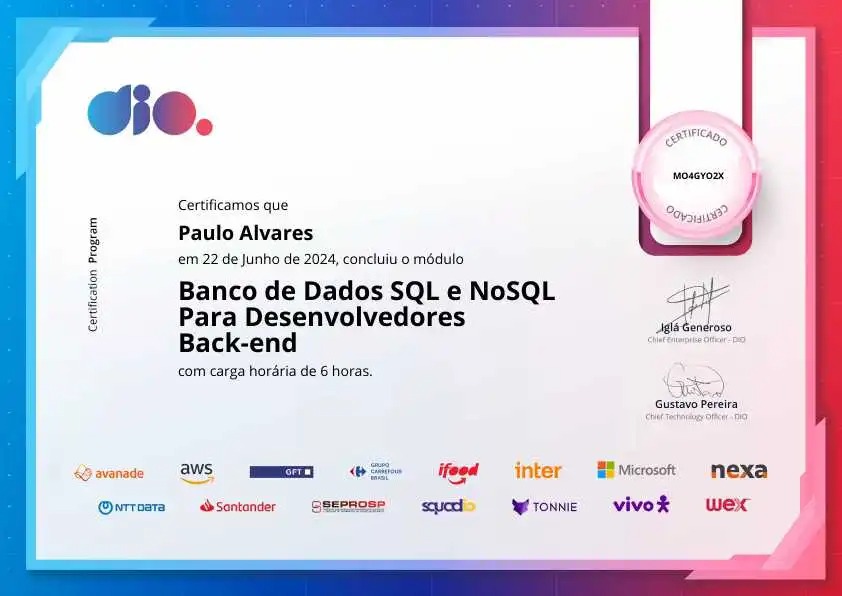 dio.
CERTIFICADO
MO4GYO2X
CERTIFICADO
Certification Program
Certificamos que
Paulo Alvares
em 22 de Junho de 2024, concluiu o módulo
Banco de Dados SQL e NoSQL
Para Desenvolvedores
Back-end
com carga horária de 6 horas.
Iglá Generoso
Chief Enterprise Officer - DIO
Gustavo Pereira
Chief Technology Officer - DIO
avanade
aws
GFT
GRUPO
CARREFOUR
BRASIL
ifood
inter
Microsoft
nexa
NTT DATA
Santander
SEPROSP
squadio
TONNIE
vivo
wex